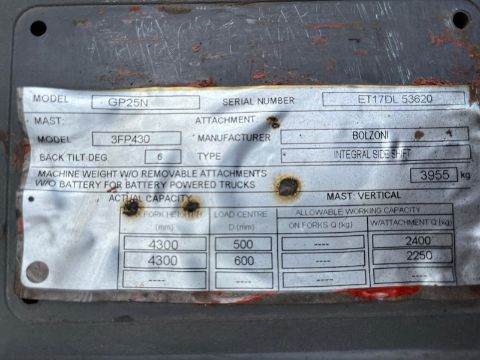 MODEL GP25N SERIAL NUMBER ET17DL 53620
MAST: ATTACHMENT
MODEL 3FP430 MANUFACTURER BOLZONI
BACK TILT DEG 6 TYPE INTEGRAL SIDE SHIFT
MACHINE WEIGHT W/O REMOVABLE ATTACHMENTS
W/O BATTERY FOR BATTERY POWERED TRUCKS 3955 kg
ACTUAL CAPACITY MAST: VERTICAL
FORK HEIGHT LOAD CENTRE ALLOWABLE WORKING CAPACITY
(mm) D (mm) ON FORKS Q (kg) W/ATTACHMENT Q (kg)
4300 500 ---- 2400
4300 600 ---- 2250
---- ---- ---- ----